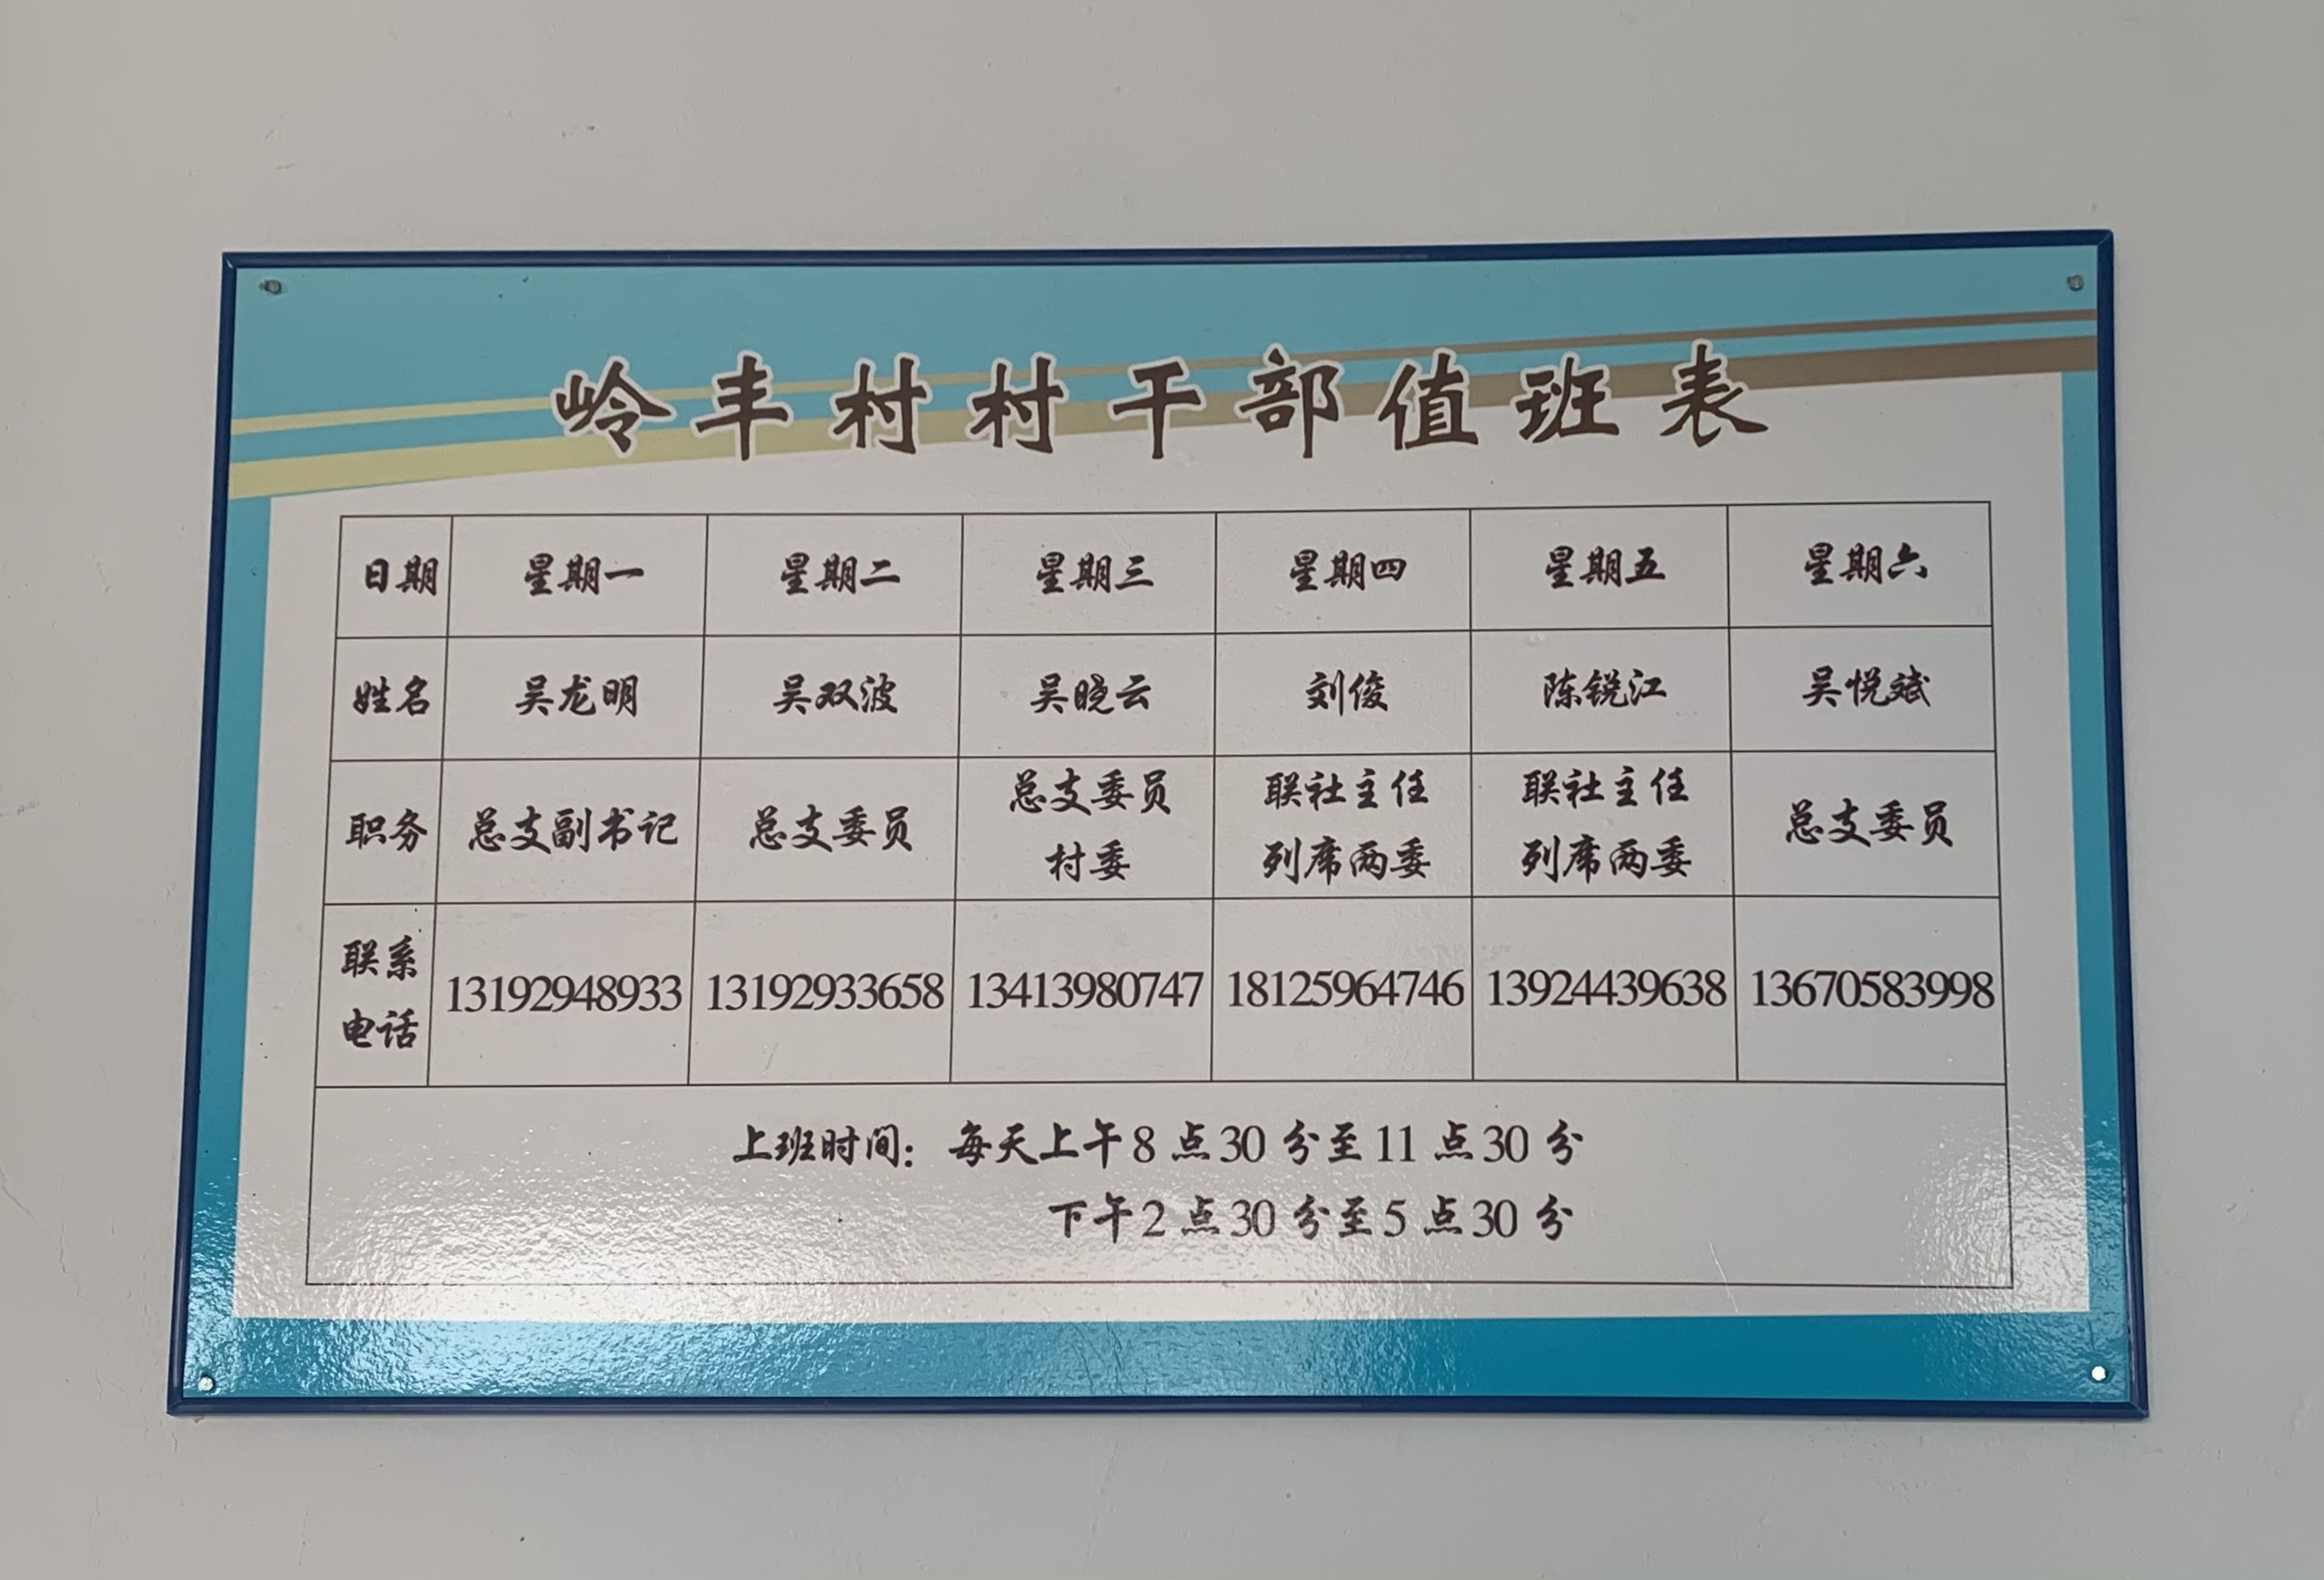 岭丰村村干部值班表
日期 星期一 星期二 星期三 星期四 星期五 星期六
姓名 吴龙明 吴双波 吴晓云 刘俊 陈锐江 吴悦斌
职务 总支副书记 总支委员 总支委员 村委 联社主任 列席两委 联社主任 列席两委 总支委员
联系电话 13192948933 13192933658 13413980747 18125964746 13924439638 13670583998
上班时间：每天上午8点30分至11点30分
下午2点30分至5点30分